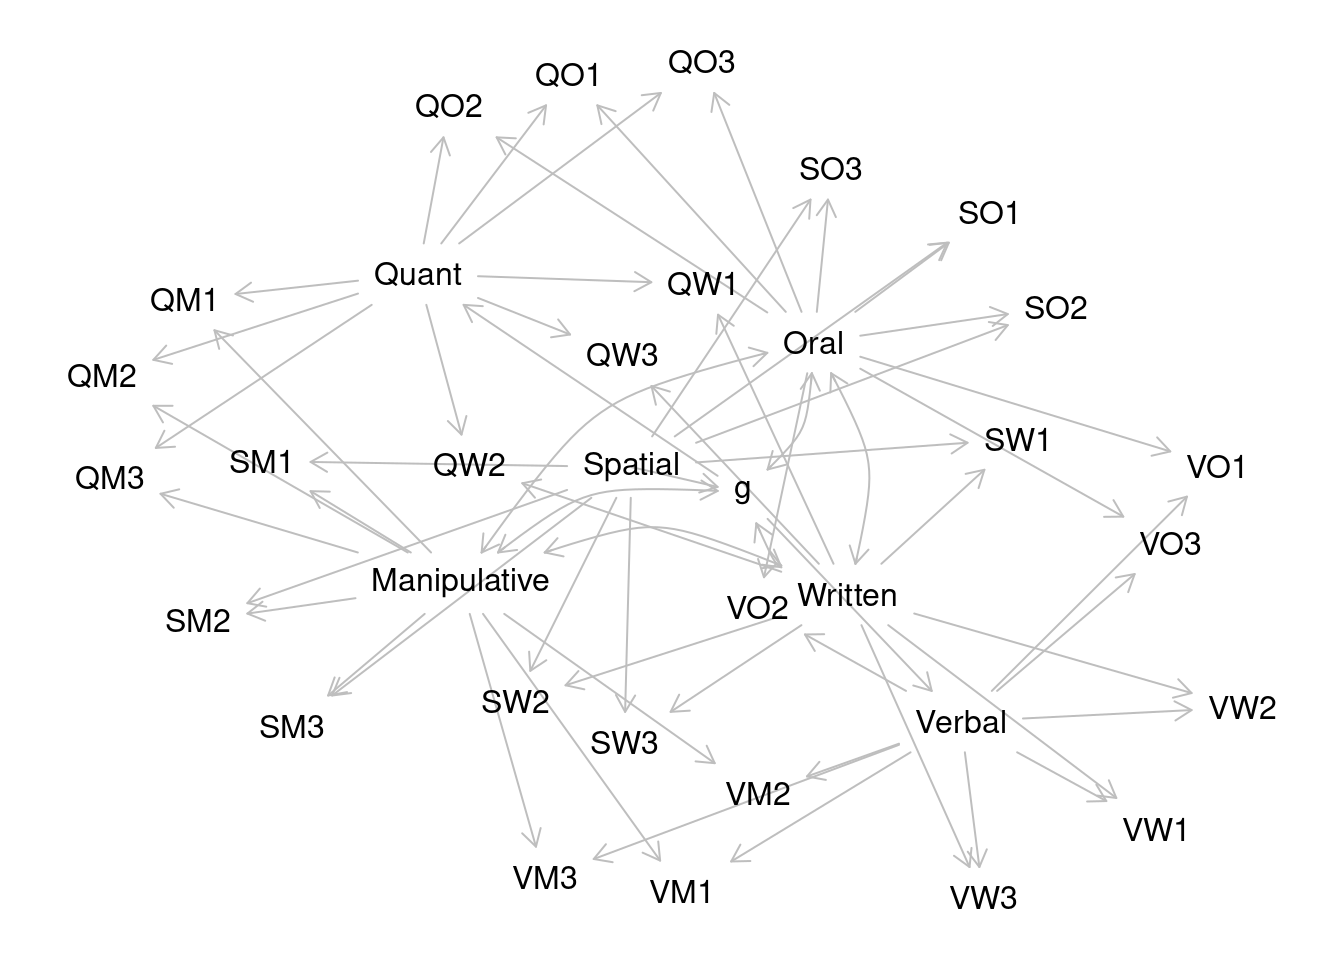 QO3
QO1
QO2
SO3
SO1
Quant
QW1
QM1
SO2
Oral
QW3
QM2
SW1
SM1
QW2
Spatial
VO1
QM3
g
VO3
Manipulative
Written
VO2
SM2
SW2
VW2
Verbal
SM3
SW3
VM2
VW1
VM3
VM1
VW3